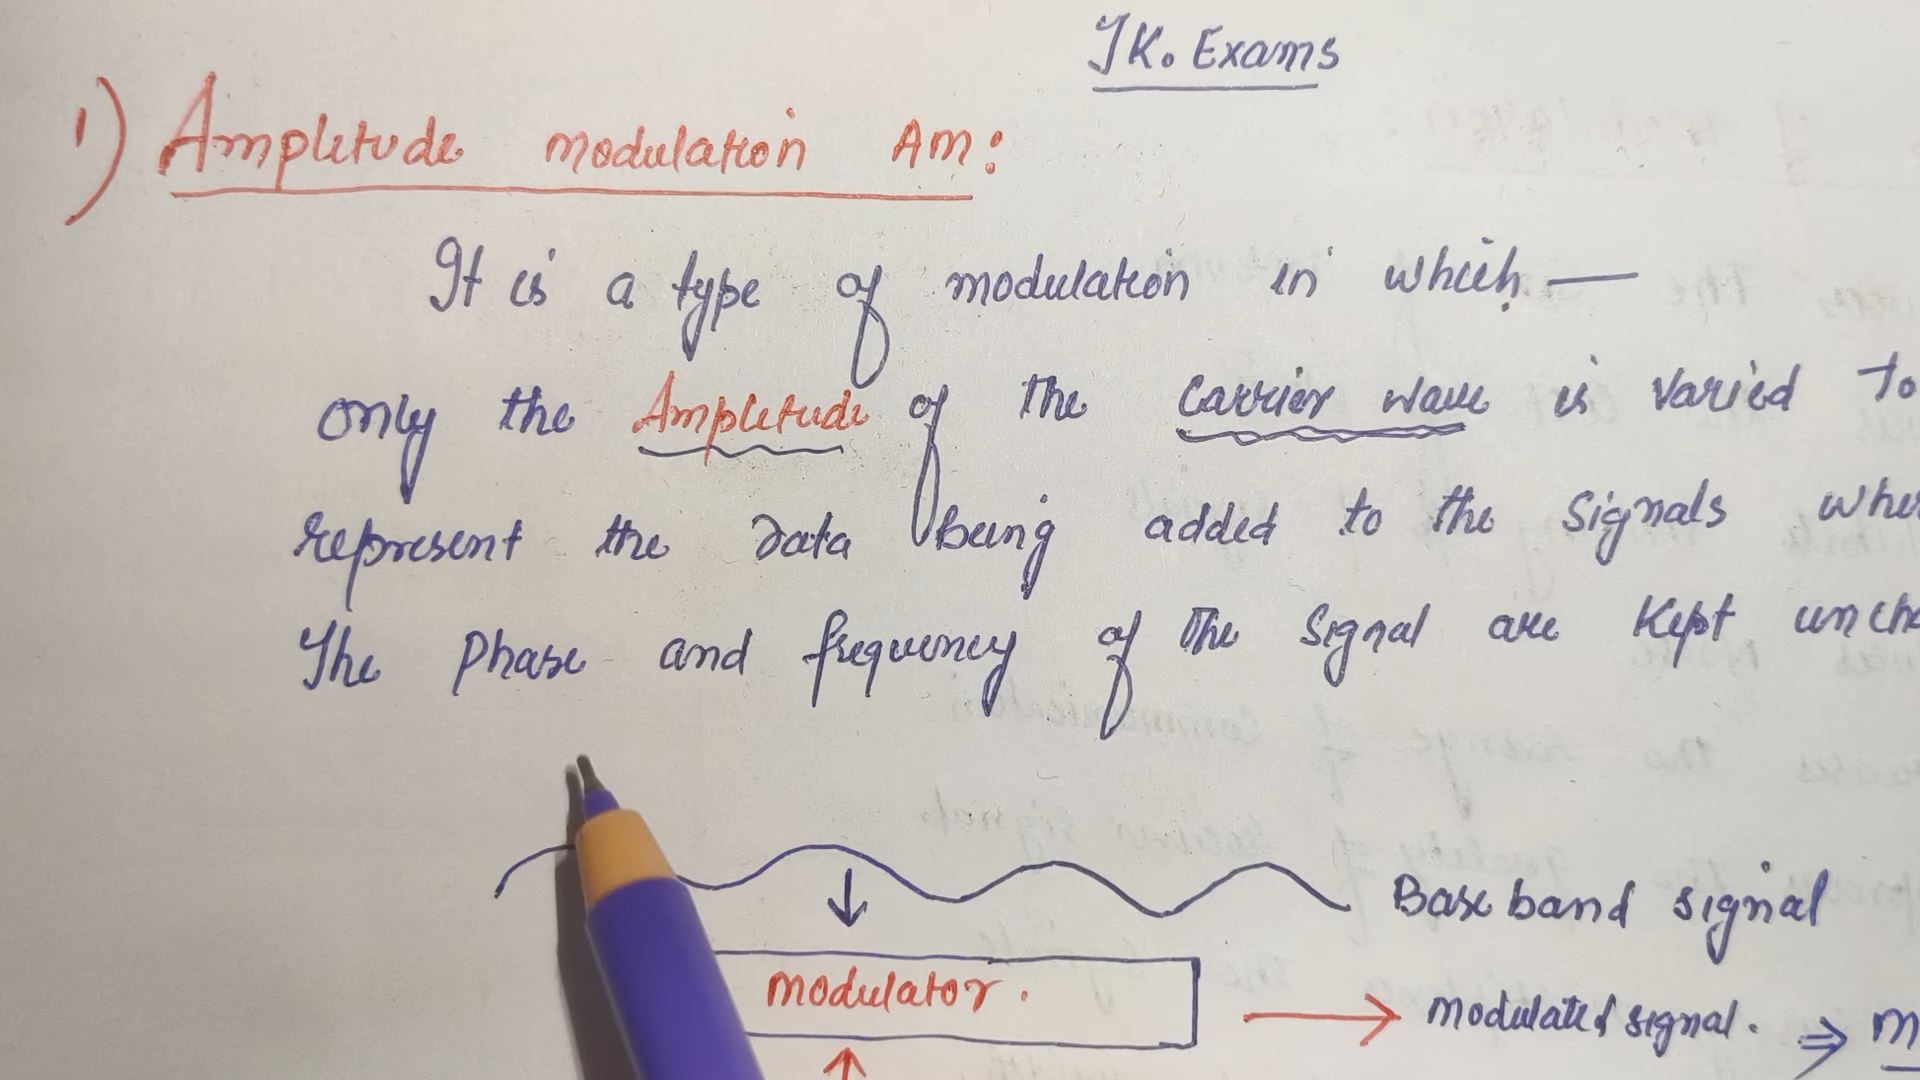 JK. Exams
1) Amplitude modulation AM:
It is a type of modulation in which —
only the Amplitude of the Carrier wave is varied To
represent the data being added to the signals
The Phase and frequency of the signal are Kept
Base band signal
modulator.
modulated signal. ⇒